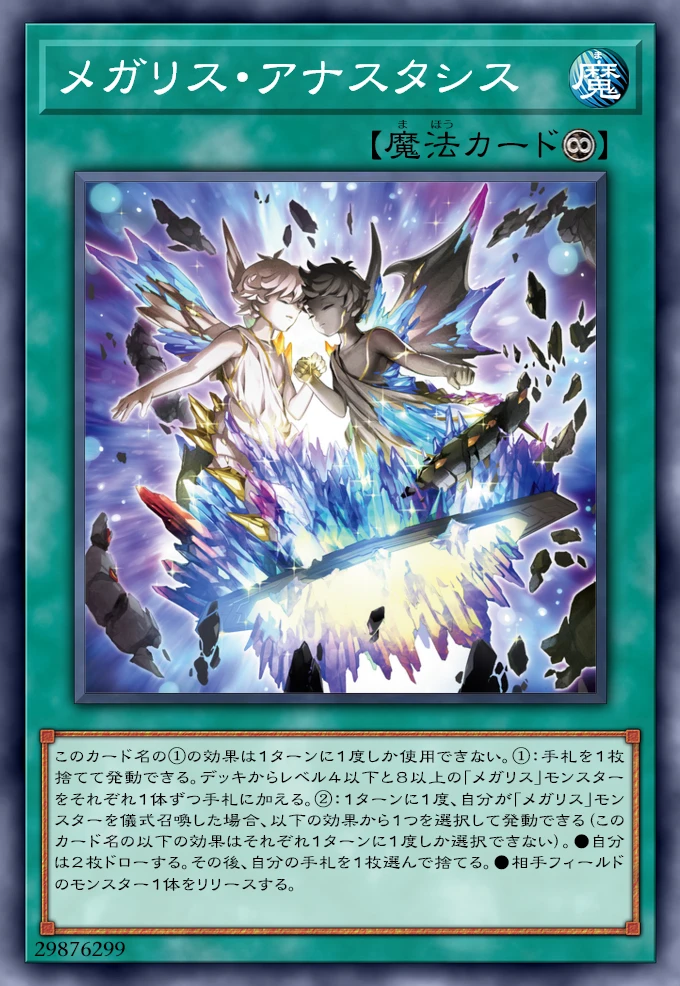 メガリス・アナスタシス
ま
魔
ま ほう
【魔法カード♾】
このカード名の①の効果は1ターンに1度しか使用できない。①：手札を1枚
捨てて発動できる。デッキからレベル4以下と8以上の「メガリス」モンスター
をそれぞれ1体ずつ手札に加える。②：1ターンに1度、自分が「メガリス」モン
スターを儀式召喚した場合、以下の効果から1つを選択して発動できる（この
カード名の以下の効果はそれぞれ1ターンに1度しか選択できない）。●自分
は2枚ドローする。その後、自分の手札を1枚選んで捨てる。●相手フィールド
のモンスター1体をリリースする。
29876299